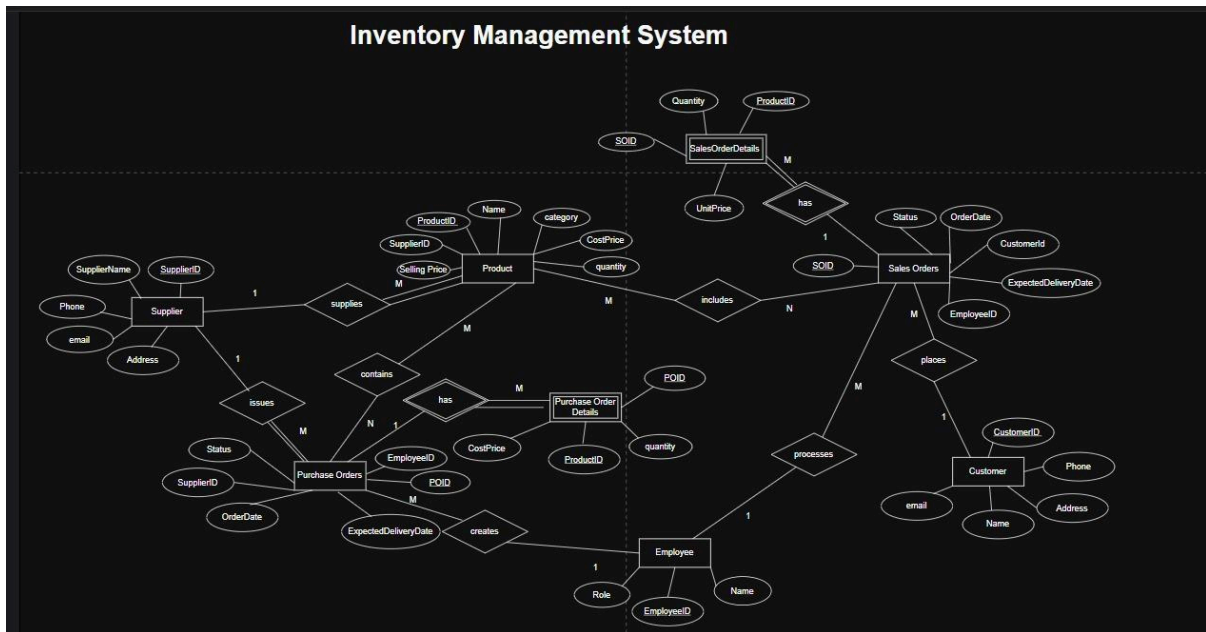 Inventory Management System
Quantity
ProductID
SOID
SalesOrderDetails
M
UnitPrice
has
1
Name
ProductID
category
SupplierID
CostPrice
Selling Price
Product
quantity
M
M
Status
OrderDate
CustomerId
SOID
Sales Orders
ExpectedDeliveryDate
EmployeeID
M
includes
N
M
SupplierName
SupplierID
Phone
Supplier
email
Address
1
supplies
1
issues
M
contains
N
1
has
M
Purchase Order
Details
POID
CostPrice
ProductID
quantity
places
1
M
processes
1
CustomerID
Phone
Customer
email
Name
Address
Status
EmployeeID
SupplierID
Purchase Orders
POID
OrderDate
M
ExpectedDeliveryDate
creates
1
Employee
Role
EmployeeID
Name